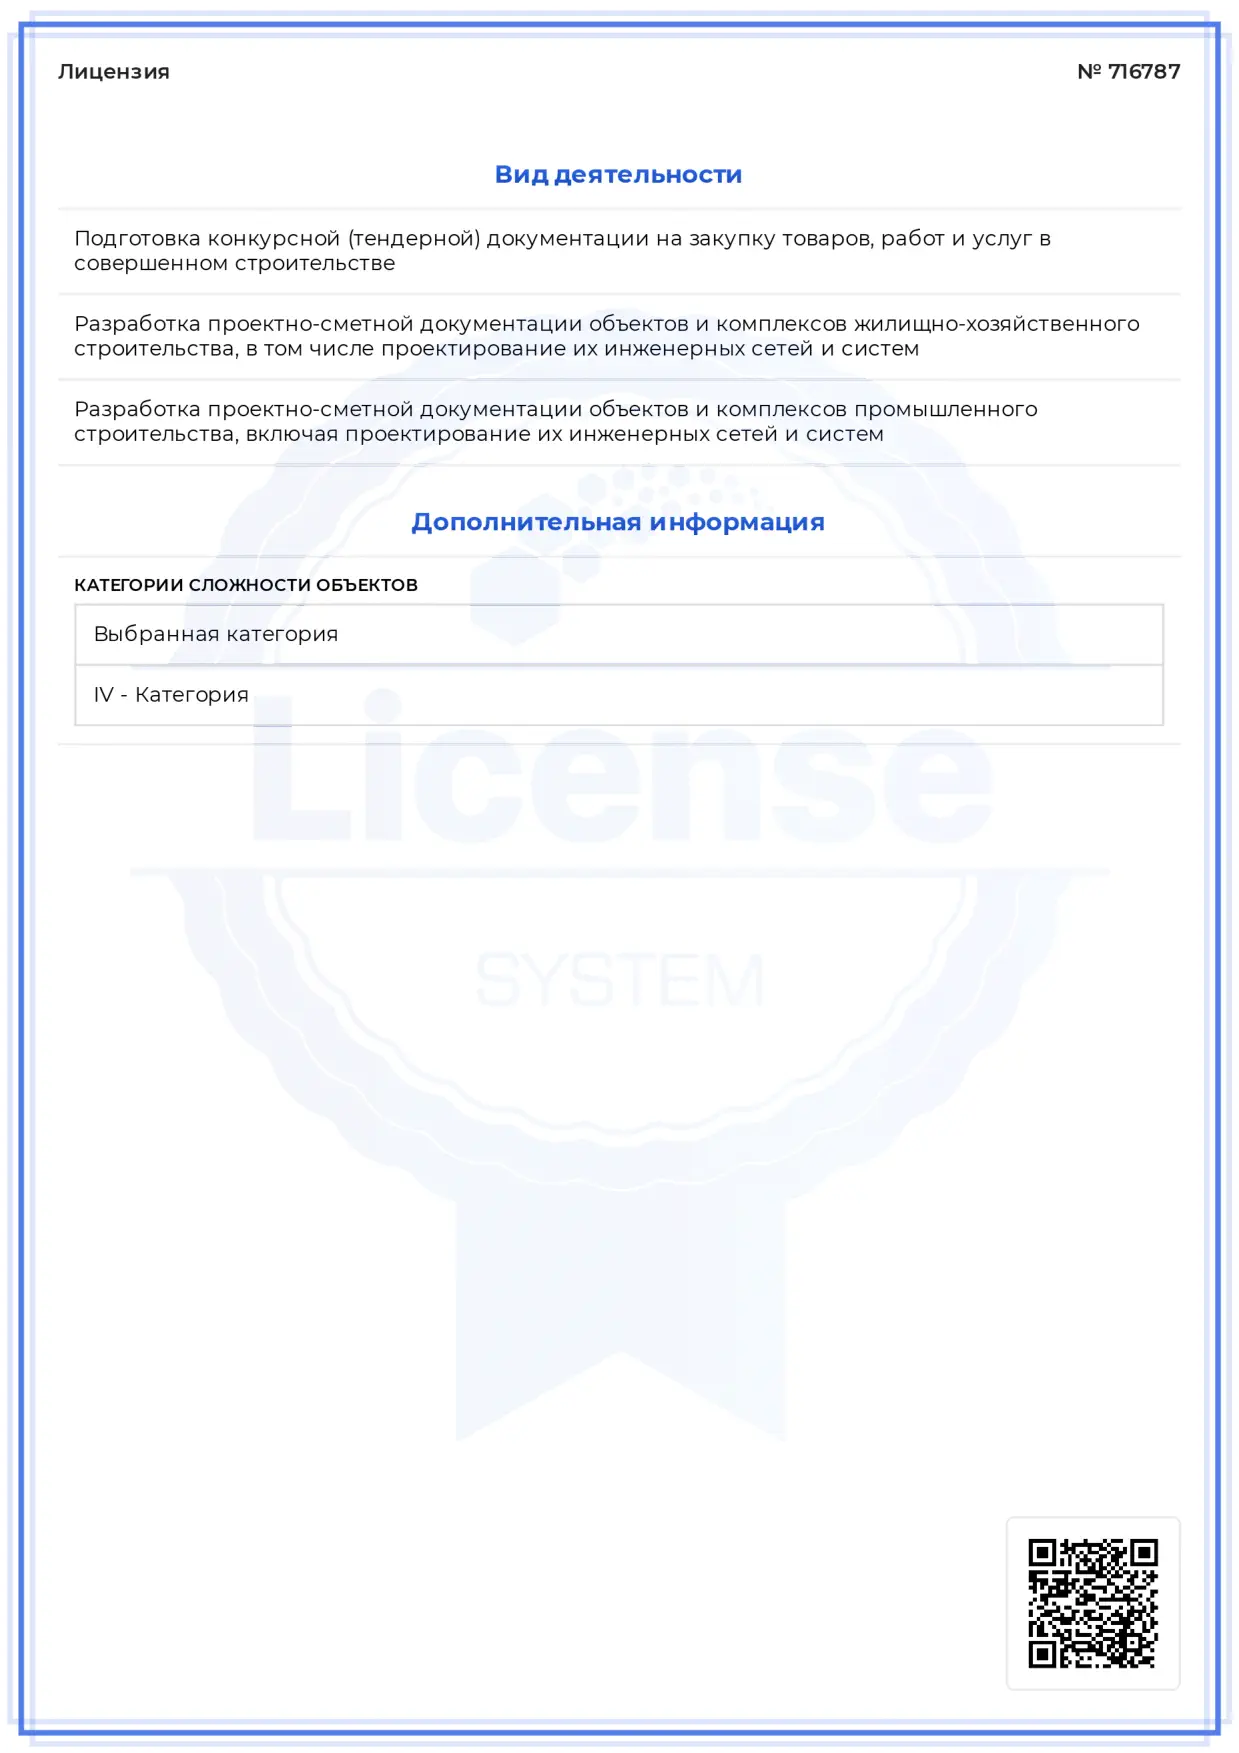 Лицензия
№ 716787
Вид деятельности
Подготовка конкурсной (тендерной) документации на закупку товаров, работ и услуг в
совершенном строительстве
Разработка проектно-сметной документации объектов и комплексов жилищно-хозяйственного
строительства, в том числе проектирование их инженерных сетей и систем
Разработка проектно-сметной документации объектов и комплексов промышленного
строительства, включая проектирование их инженерных сетей и систем
Дополнительная информация
КАТЕГОРИИ СЛОЖНОСТИ ОБЪЕКТОВ
Выбранная категория
IV - Категория
License
SYSTEM